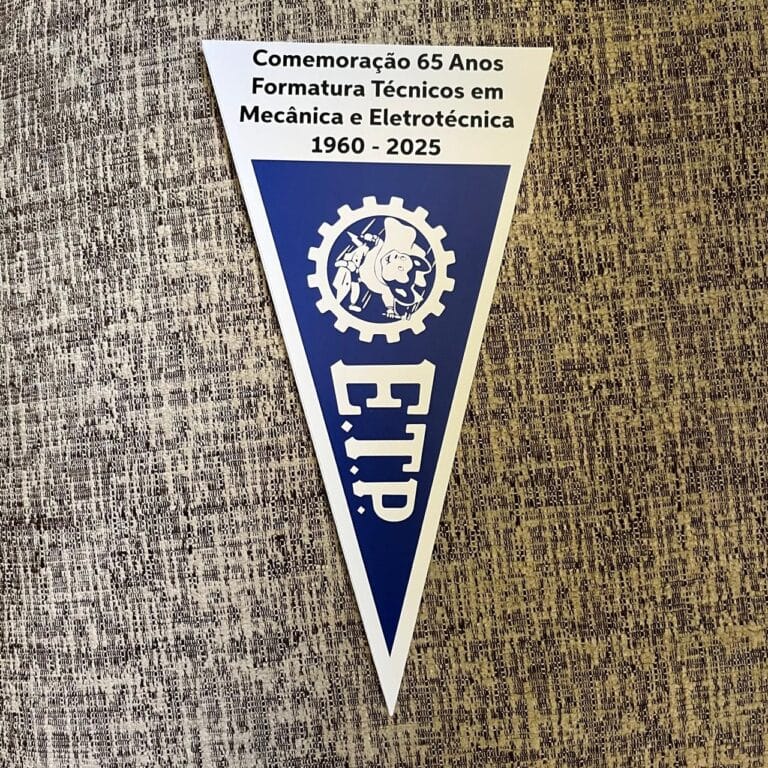 Comemoração 65 Anos
Formatura Técnicos em
Mecânica e Eletrotécnica
1960 - 2025
E.T.P.